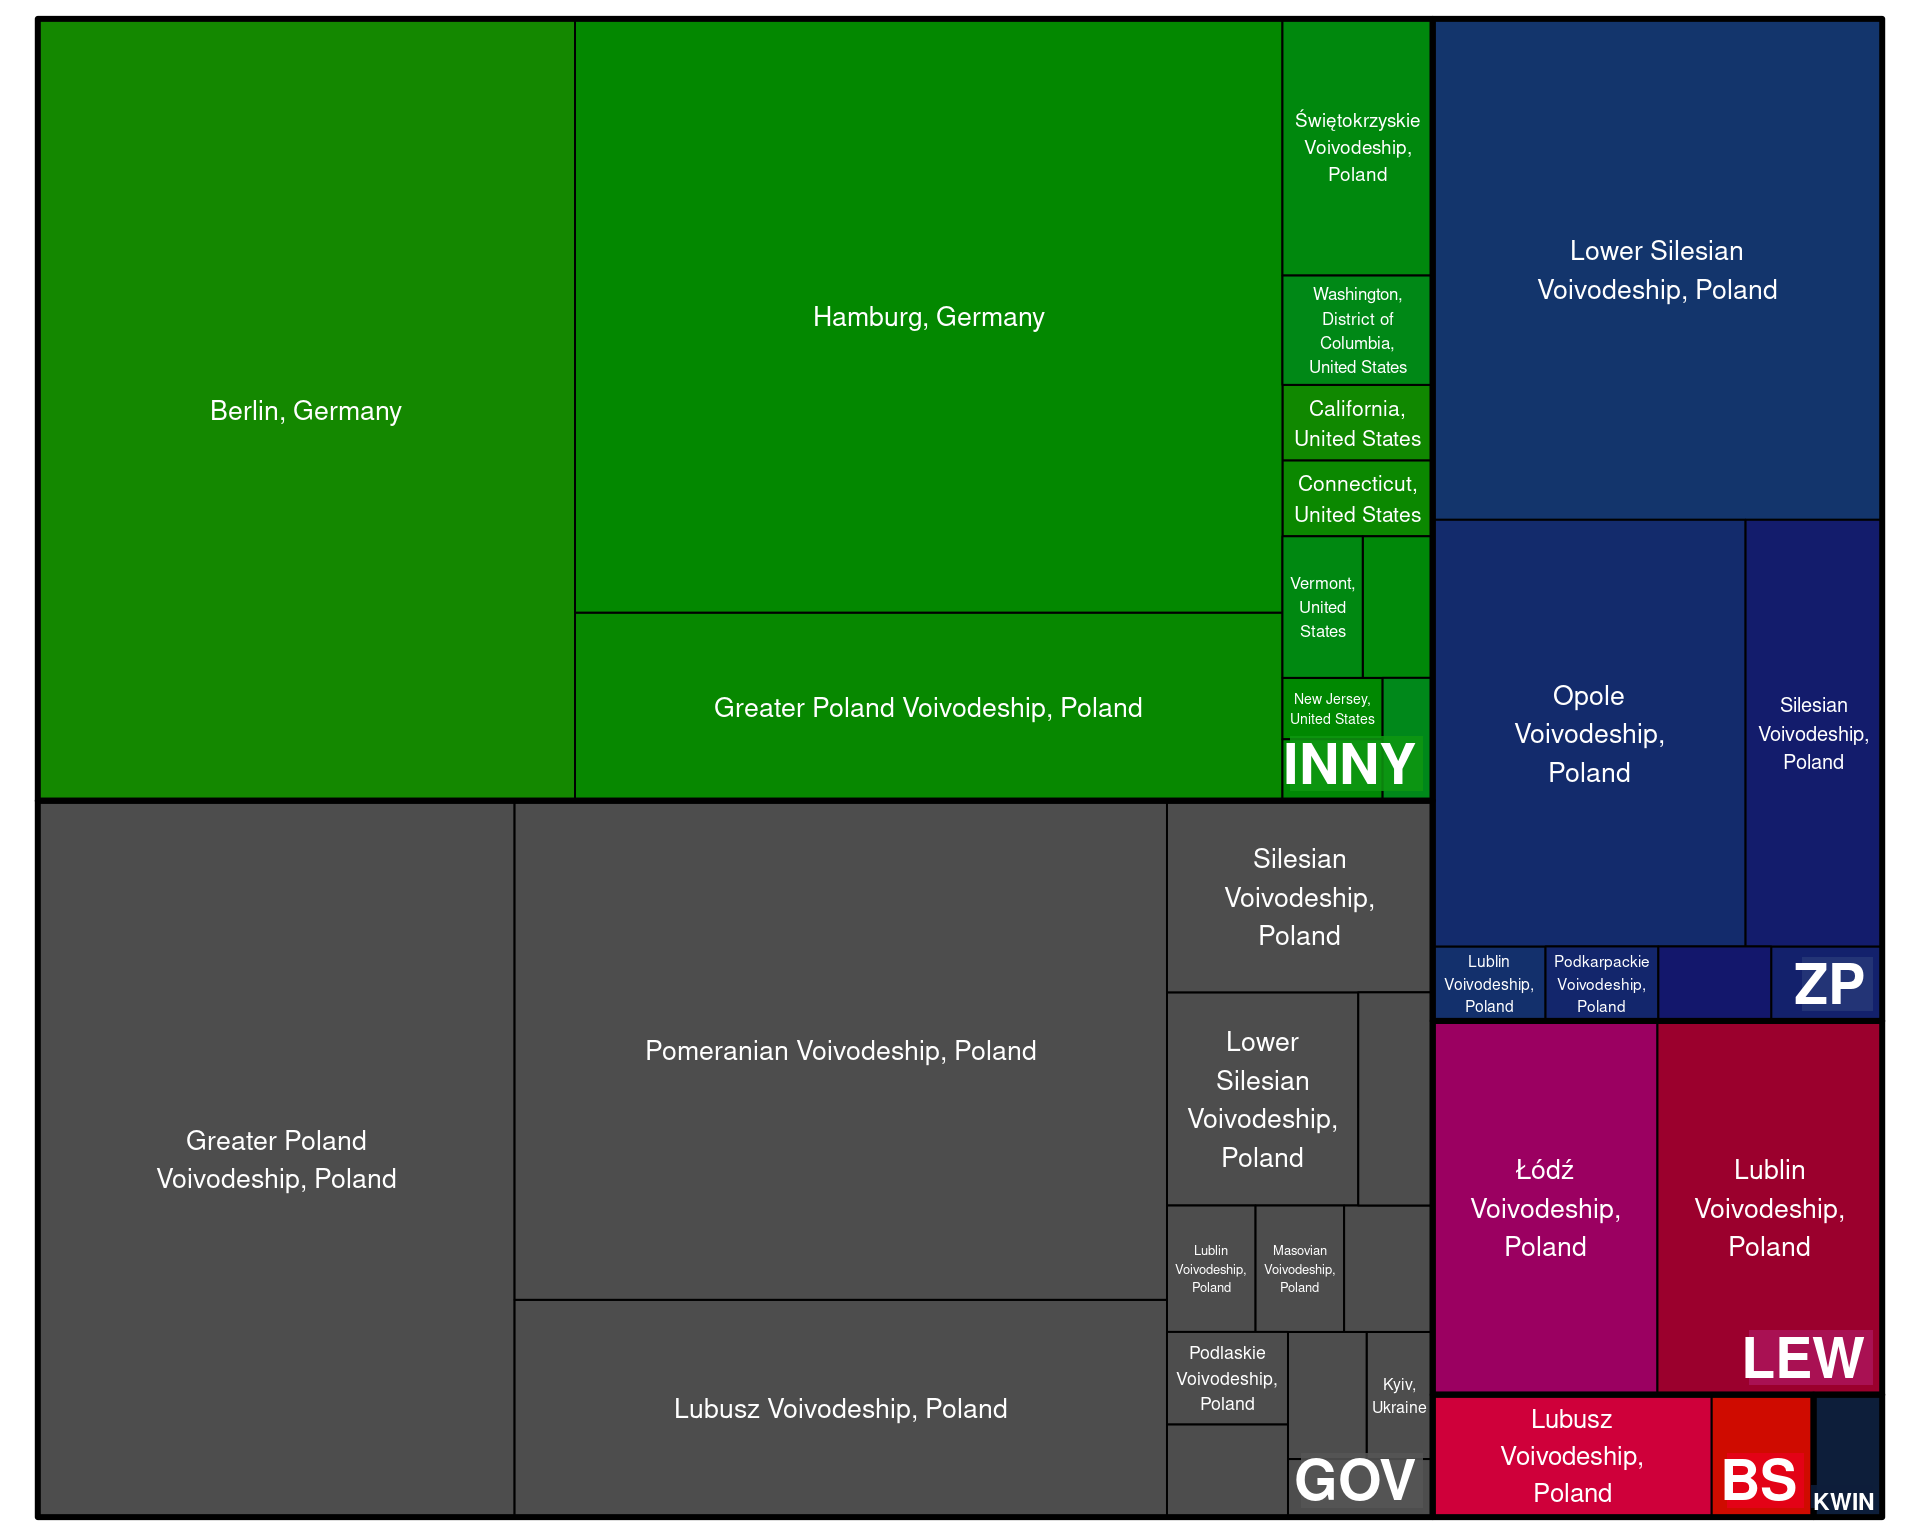 Berlin, Germany
Hamburg, Germany
Greater Poland Voivodeship, Poland
Świętokrzyskie
Voivodeship,
Poland
Washington,
District of
Columbia,
United States
California,
United States
Connecticut,
United States
Vermont,
United
States
New Jersey,
United States
INNY
Greater Poland
Voivodeship, Poland
Pomeranian Voivodeship, Poland
Lubusz Voivodeship, Poland
Silesian
Voivodeship,
Poland
Lower
Silesian
Voivodeship,
Poland
Lublin
Voivodeship,
Poland
Masovian
Voivodeship,
Poland
Podlaskie
Voivodeship,
Poland
Kyiv,
Ukraine
GOV
Lower Silesian
Voivodeship, Poland
Opole
Voivodeship,
Poland
Silesian
Voivodeship,
Poland
Lublin
Voivodeship,
Poland
Podkarpackie
Voivodeship,
Poland
ZP
Łódź
Voivodeship,
Poland
Lublin
Voivodeship,
Poland
LEW
Lubusz
Voivodeship,
Poland
BS
KWIN